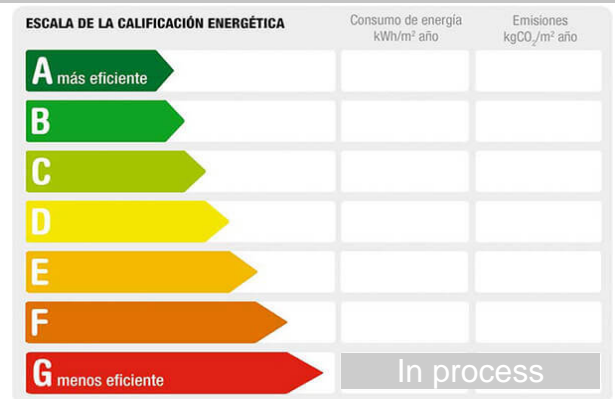 ESCALA DE LA CALIFICACIÓN ENERGÉTICA
Consumo de energía
kWh/m² año
Emisiones
kgCO₂/m² año
A más eficiente
B
C
D
E
F
G menos eficiente
In process